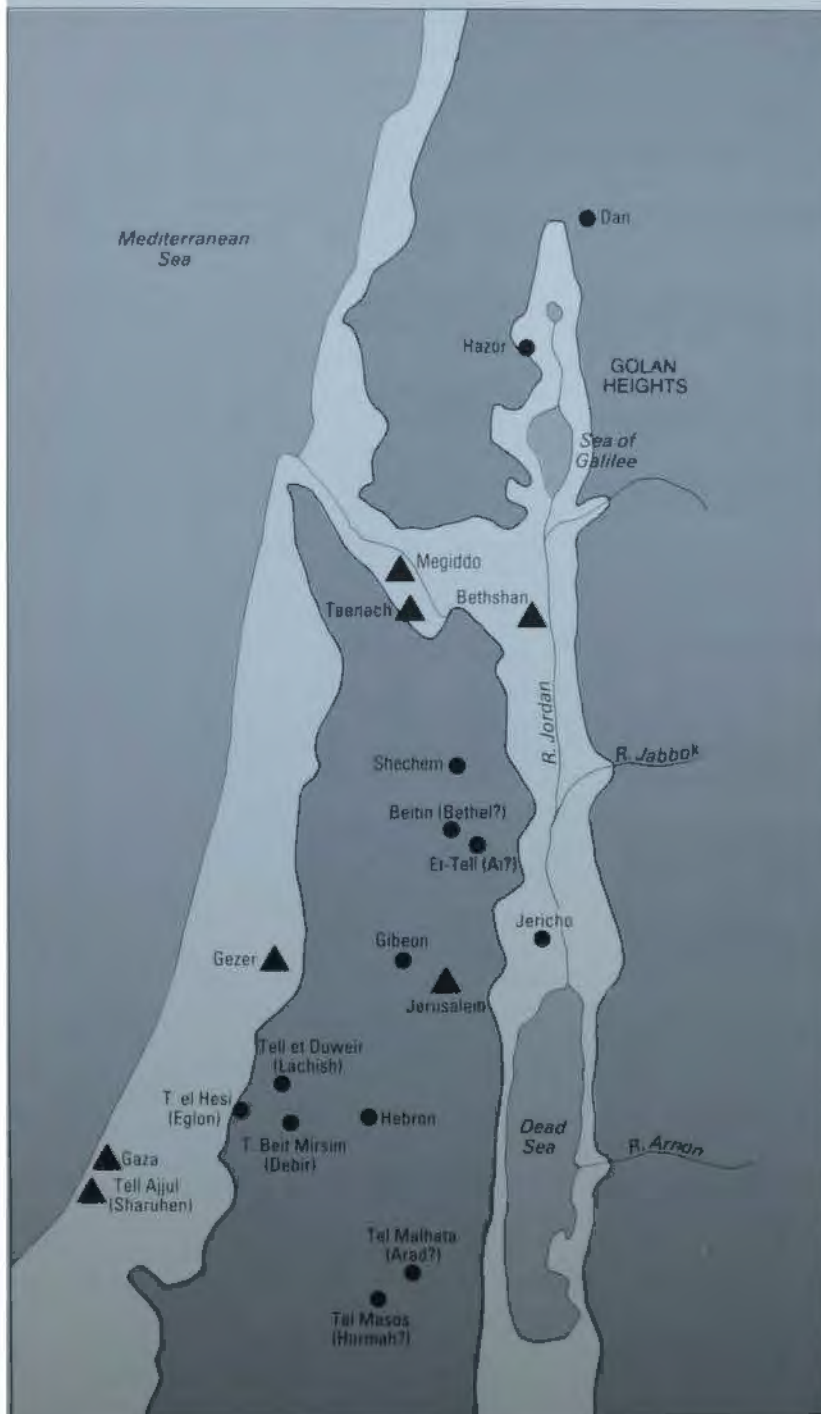 Mediterranean
Sea
Dan
Hazor
GOLAN
HEIGHTS
Sea of
Galilee
Megiddo
Taanach
Bethshan
R. Jordan
R. Jabbok
Shechem
Beitin (Bethel?)
Et-Tell (Ai?)
Jericho
Gibeon
Gezer
Jerusalem
Tell et Duweir
(Lachish)
T. el Hesi
(Eglon)
Hebron
T. Beit Mirsim
(Debir)
Dead
Sea
R. Arnon
Gaza
Tell Ajjul
(Sharuhen)
Tel Malhata
(Arad?)
Tel Masos
(Hormah?)